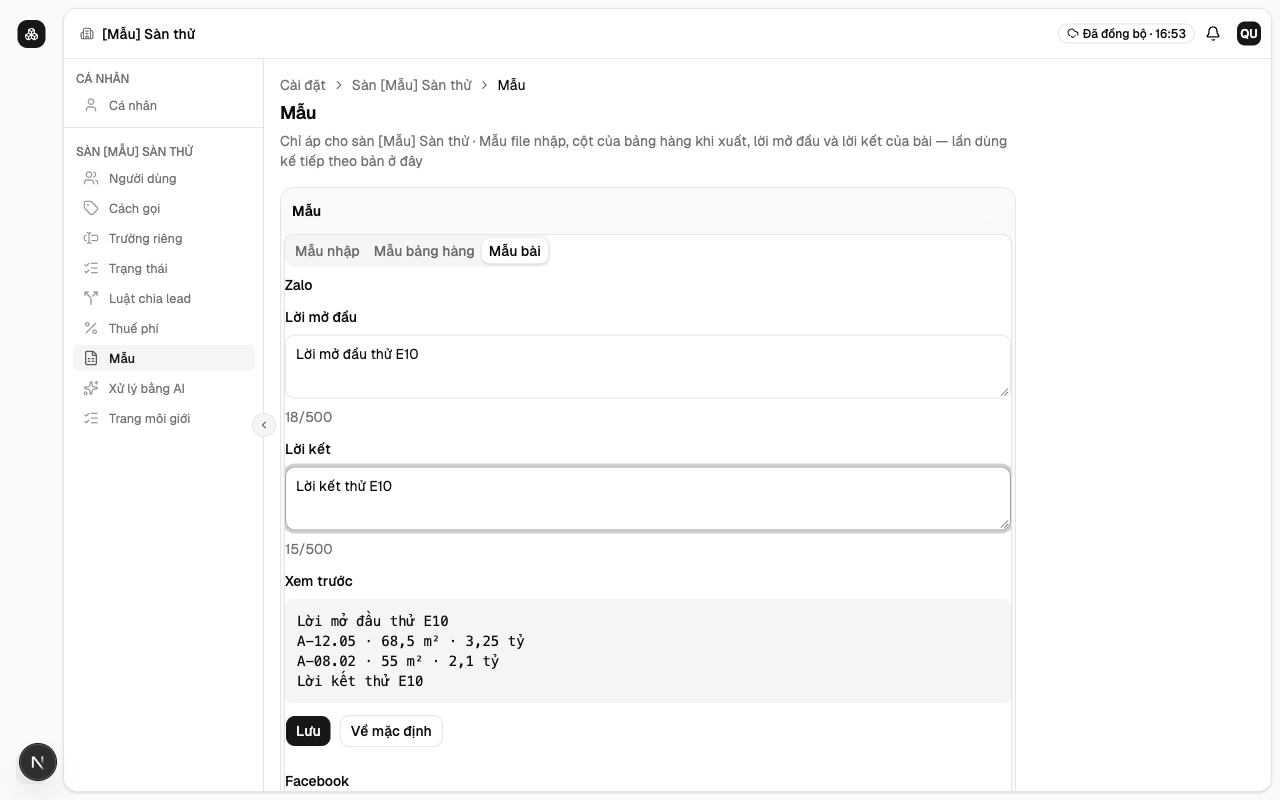 [Mẫu] Sàn thử
Đã đồng bộ · 16:53
QU
CÁ NHÂN
Cá nhân
SÀN [MẪU] SÀN THỬ
Người dùng
Cách gọi
Trường riêng
Trạng thái
Luật chia lead
Thuế phí
Mẫu
Xử lý bằng AI
Trang môi giới
Cài đặt > Sàn [Mẫu] Sàn thử > Mẫu
Mẫu
Chỉ áp cho sàn [Mẫu] Sàn thử · Mẫu file nhập, cột của bảng hàng khi xuất, lời mở đầu và lời kết của bài — lần dùng
kế tiếp theo bản ở đây
Mẫu
Mẫu nhập Mẫu bảng hàng Mẫu bài
Zalo
Lời mở đầu
Lời mở đầu thử E10
18/500
Lời kết
Lời kết thử E10
15/500
Xem trước
Lời mở đầu thử E10
A-12.05 · 68,5 m² · 3,25 tỷ
A-08.02 · 55 m² · 2,1 tỷ
Lời kết thử E10
Lưu Về mặc định
Facebook
N